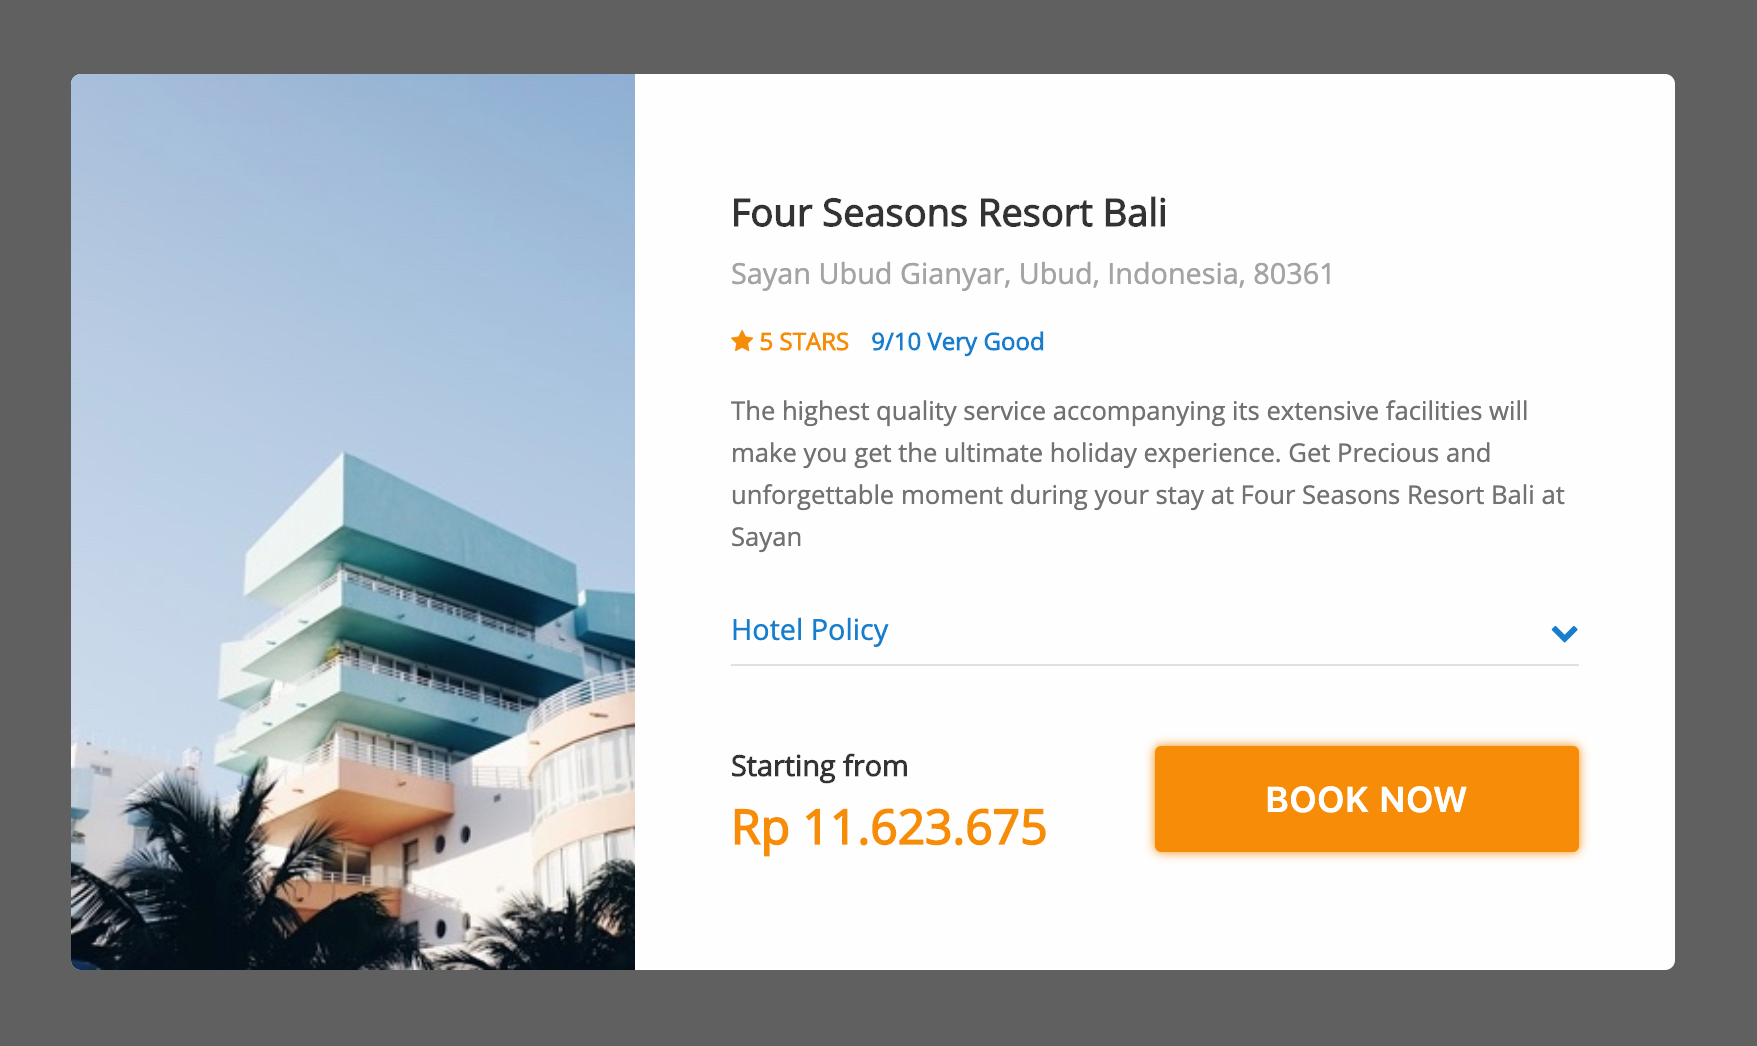 Four Seasons Resort Bali
Sayan Ubud Gianyar, Ubud, Indonesia, 80361
5 STARS 9/10 Very Good
The highest quality service accompanying its extensive facilities will
make you get the ultimate holiday experience. Get Precious and
unforgettable moment during your stay at Four Seasons Resort Bali at
Sayan
Hotel Policy
Starting from
Rp 11.623.675
BOOK NOW